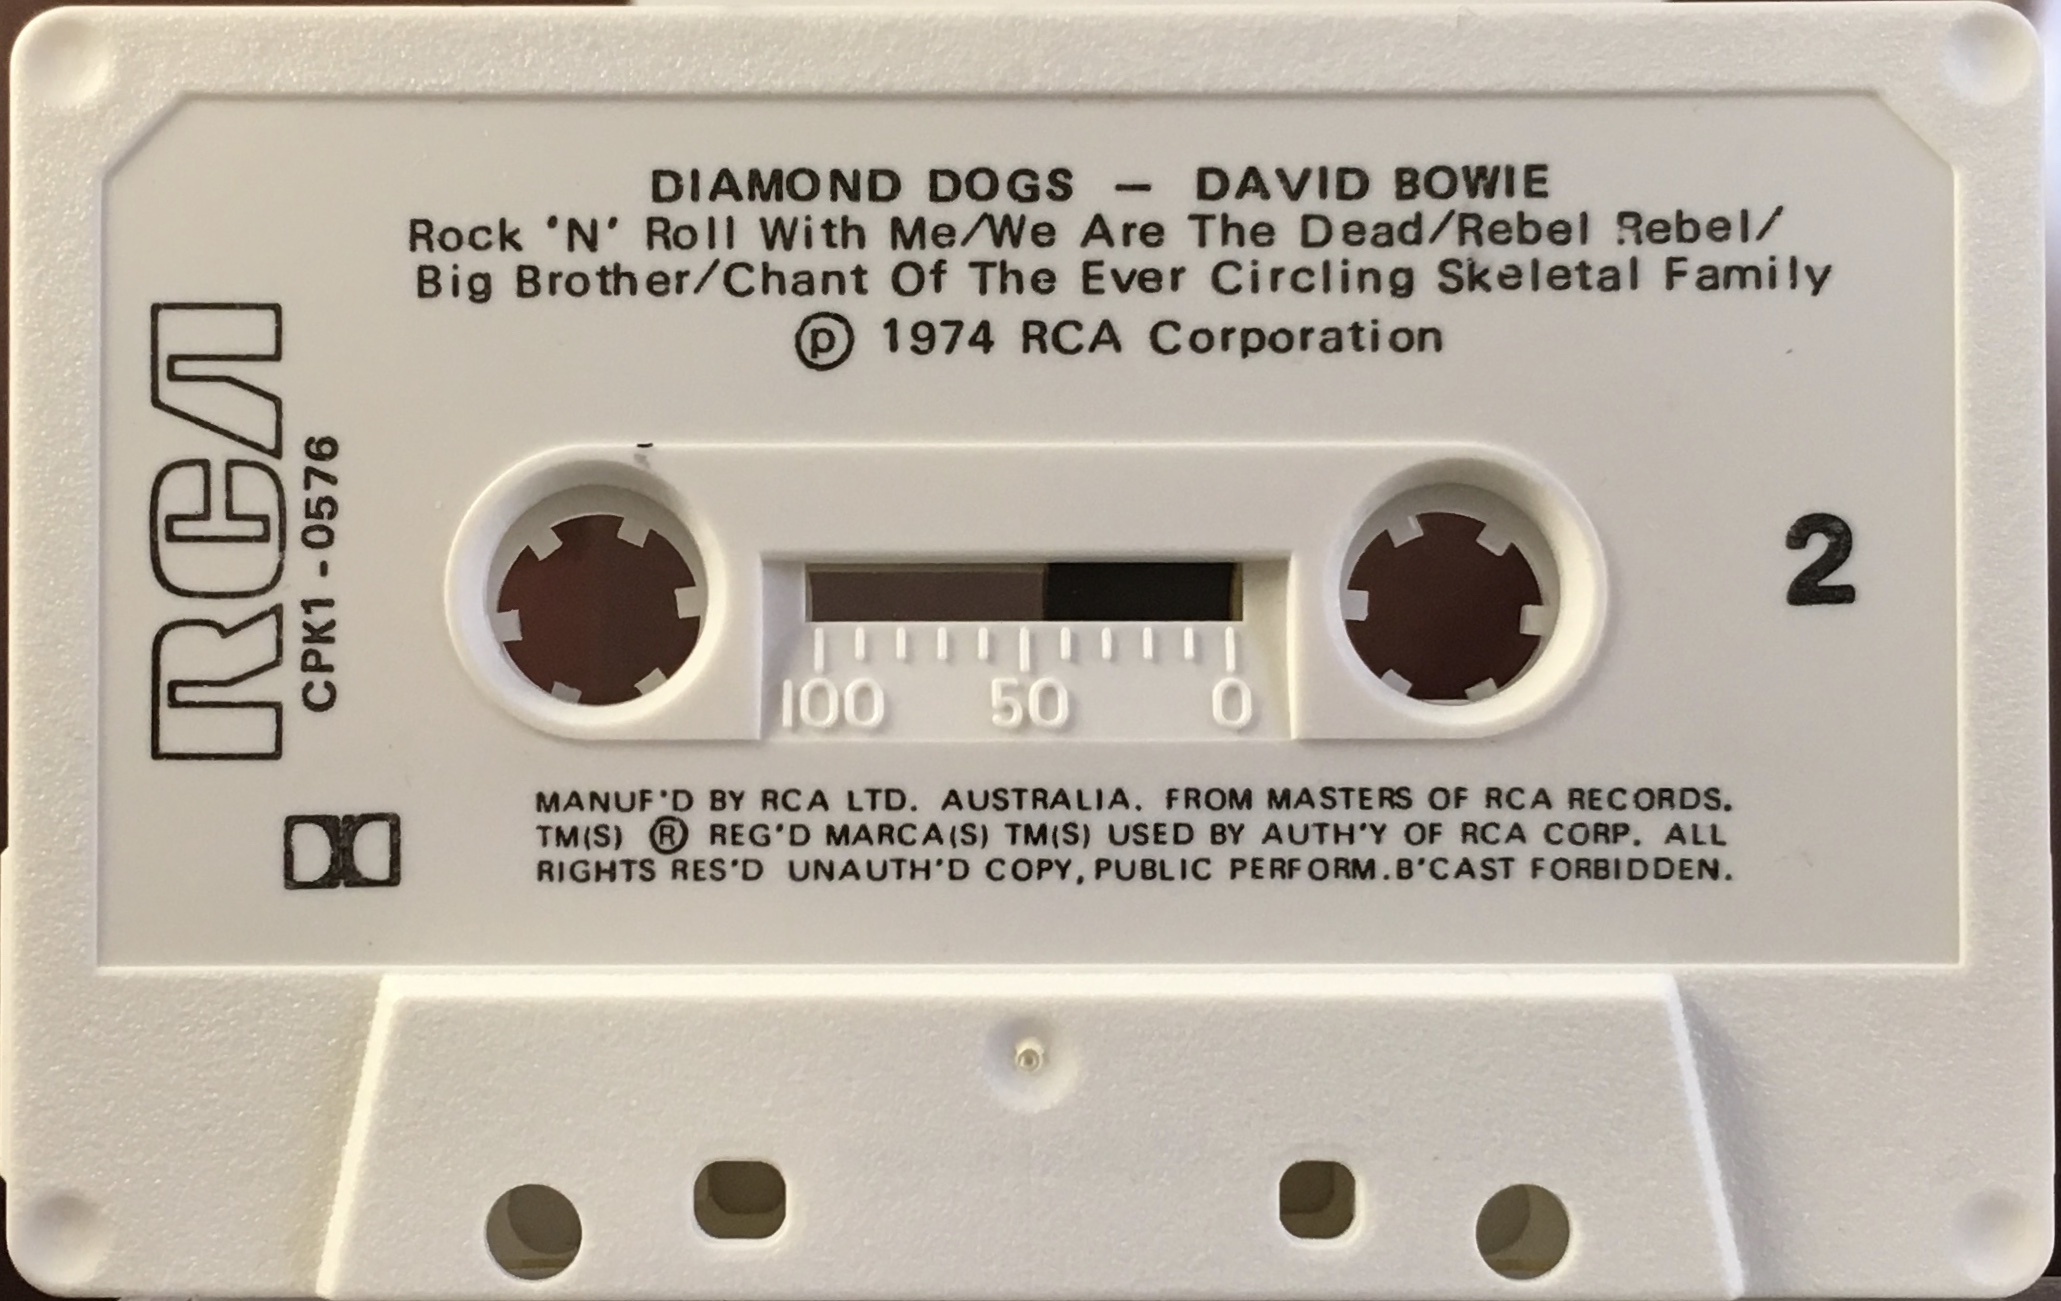 DIAMOND DOGS — DAVID BOWIE
Rock 'N' Roll With Me/We Are The Dead/Rebel Rebel/
Big Brother/Chant Of The Ever Circling Skeletal Family
℗ 1974 RCA Corporation
RCA
CPK1-0576
2
100 50 0
MANUF'D BY RCA LTD. AUSTRALIA. FROM MASTERS OF RCA RECORDS.
TM(S) ® REG'D MARCA(S) TM(S) USED BY AUTH'Y OF RCA CORP. ALL
RIGHTS RES'D UNAUTH'D COPY, PUBLIC PERFORM.B'CAST FORBIDDEN.